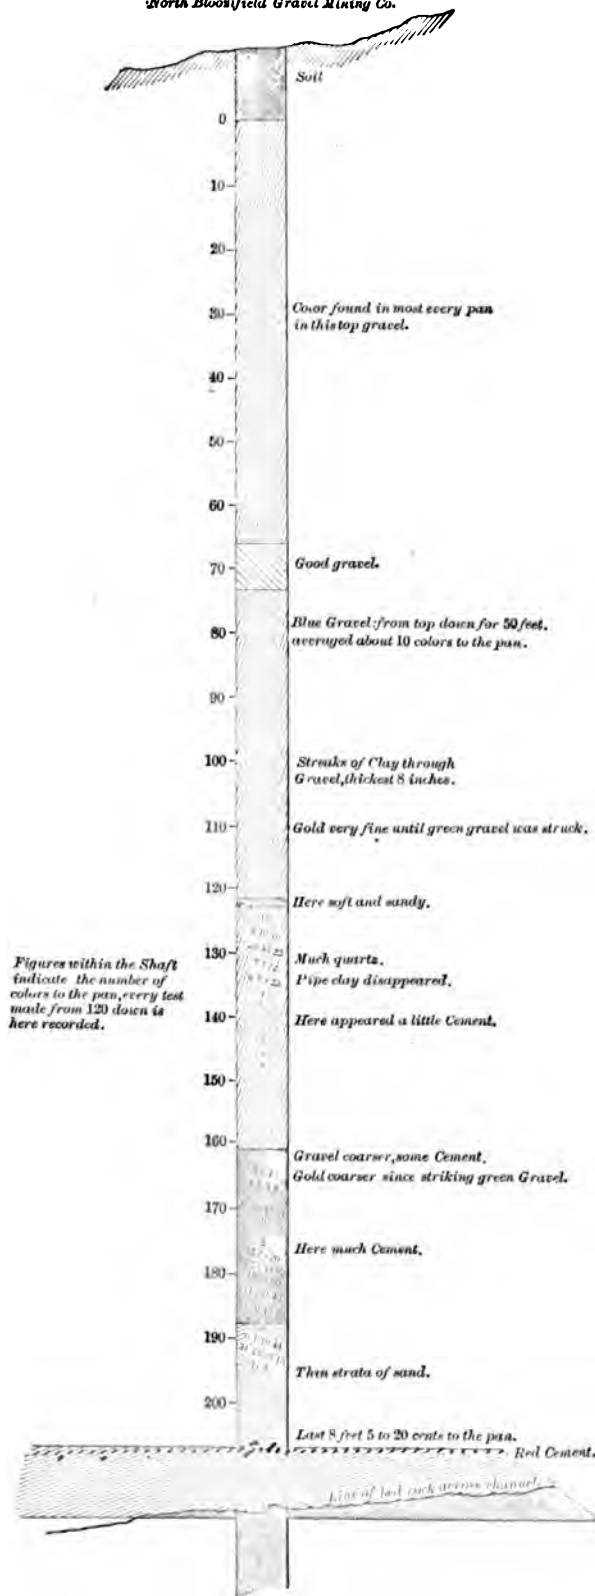 North Bloomfield Gravel Mining Co.
Soil
0
10
20
30
Color found in most every pan
in this top gravel.
40
50
60
70
Good gravel.
80
Blue Gravel: from top down for 50 feet.
averaged about 10 colors to the pan.
90
100
Streaks of Clay through
Gravel, thickest 8 inches.
110
Gold very fine until green gravel was struck.
120
Here soft and sandy.
130
Much quartz.
Pipe clay disappeared.
Figures within the Shaft
indicate the number of
colors to the pan, every test
made from 120 down is
here recorded.
140
Here appeared a little Cement.
150
160
Gravel coarser, some Cement.
Gold coarser since striking green Gravel.
170
Here much Cement.
180
190
Thin strata of sand.
200
Last 8 feet 5 to 20 cents to the pan.
Red Cement.
Line of bed rock across channel.